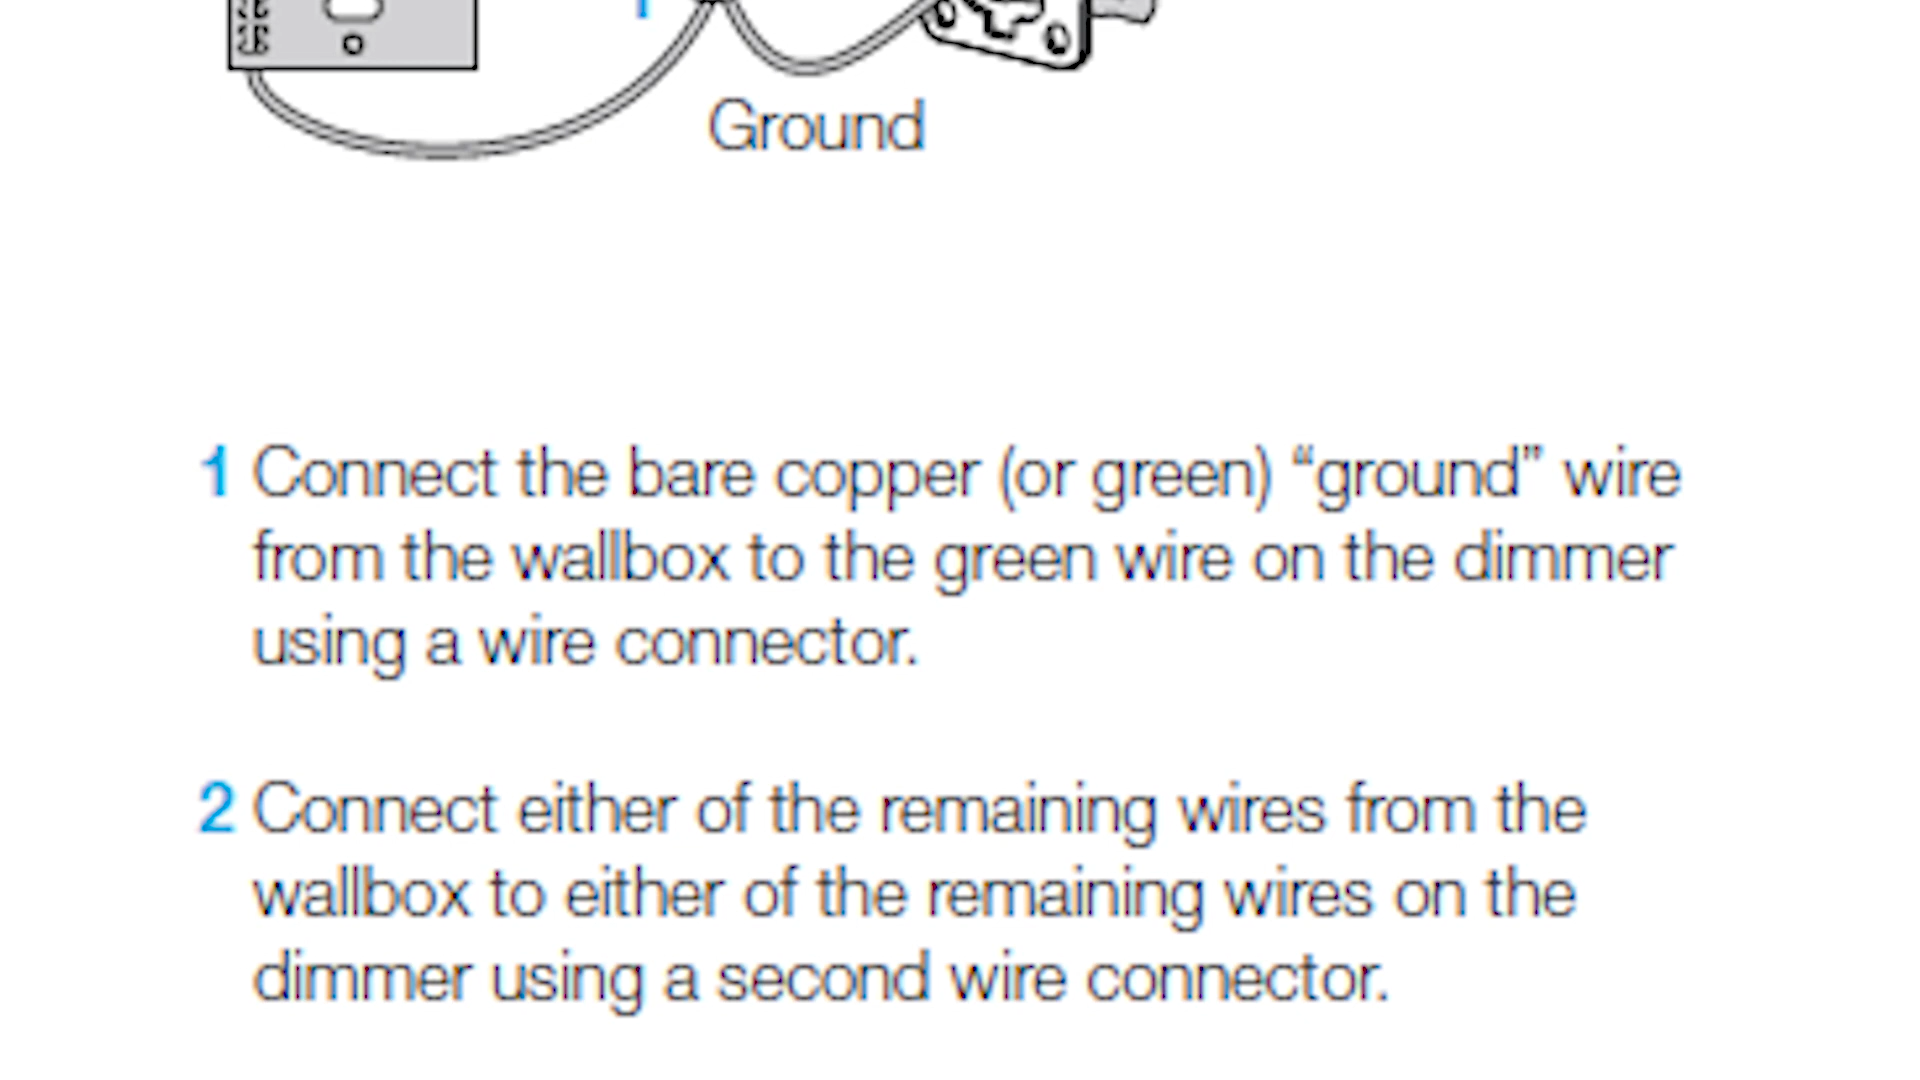 Ground
1 Connect the bare copper (or green) “ground” wire
from the wallbox to the green wire on the dimmer
using a wire connector.
2 Connect either of the remaining wires from the
wallbox to either of the remaining wires on the
dimmer using a second wire connector.